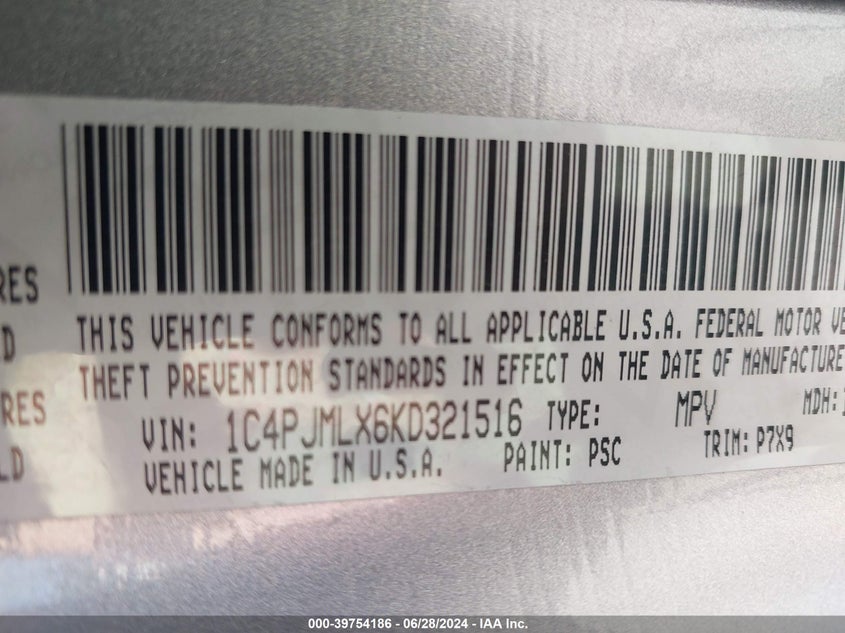 RES
D
RES
LD
THIS VEHICLE CONFORMS TO ALL APPLICABLE U.S.A. FEDERAL MOTOR VE
THEFT PREVENTION STANDARDS IN EFFECT ON THE DATE OF MANUFACTURE
VIN: 1C4PJMLX6KD321516 TYPE: MPV MDH:
VEHICLE MADE IN U.S.A. PAINT: PSC TRIM: P7X9
000-39754186 - 06/28/2024 - IAA Inc.